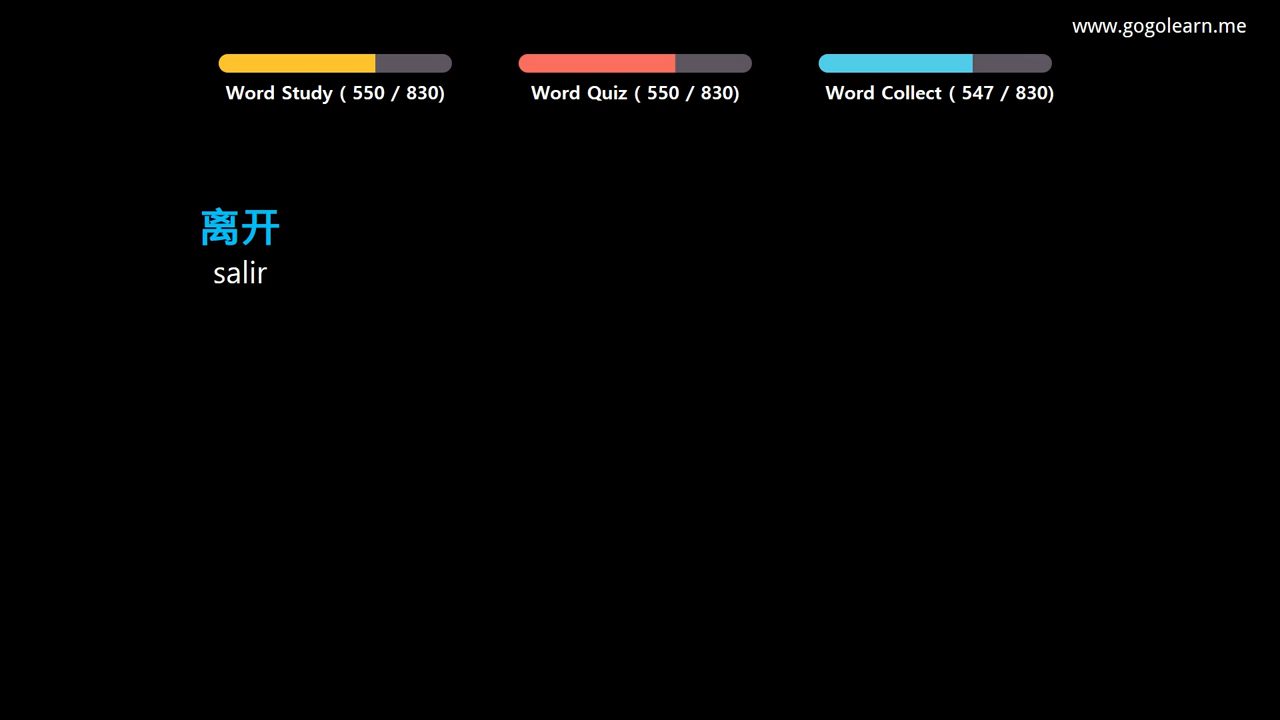 www.gogolearn.me
Word Study ( 550 / 830)
Word Quiz ( 550 / 830)
Word Collect ( 547 / 830)
离开
salir